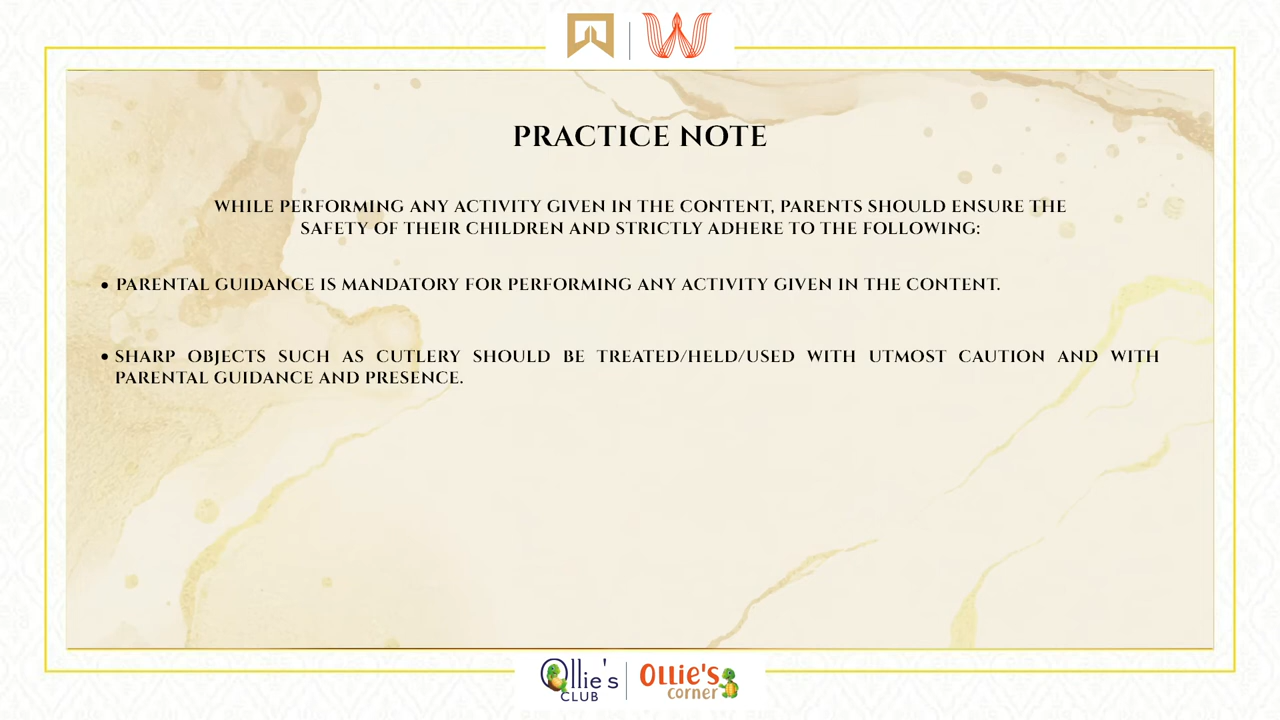 PRACTICE NOTE
WHILE PERFORMING ANY ACTIVITY GIVEN IN THE CONTENT, PARENTS SHOULD ENSURE THE
SAFETY OF THEIR CHILDREN AND STRICTLY ADHERE TO THE FOLLOWING:
• PARENTAL GUIDANCE IS MANDATORY FOR PERFORMING ANY ACTIVITY GIVEN IN THE CONTENT.
• SHARP OBJECTS SUCH AS CUTLERY SHOULD BE TREATED/HELD/USED WITH UTMOST CAUTION AND WITH
PARENTAL GUIDANCE AND PRESENCE.
Ollie's
CLUB
OLLIE'S
corner